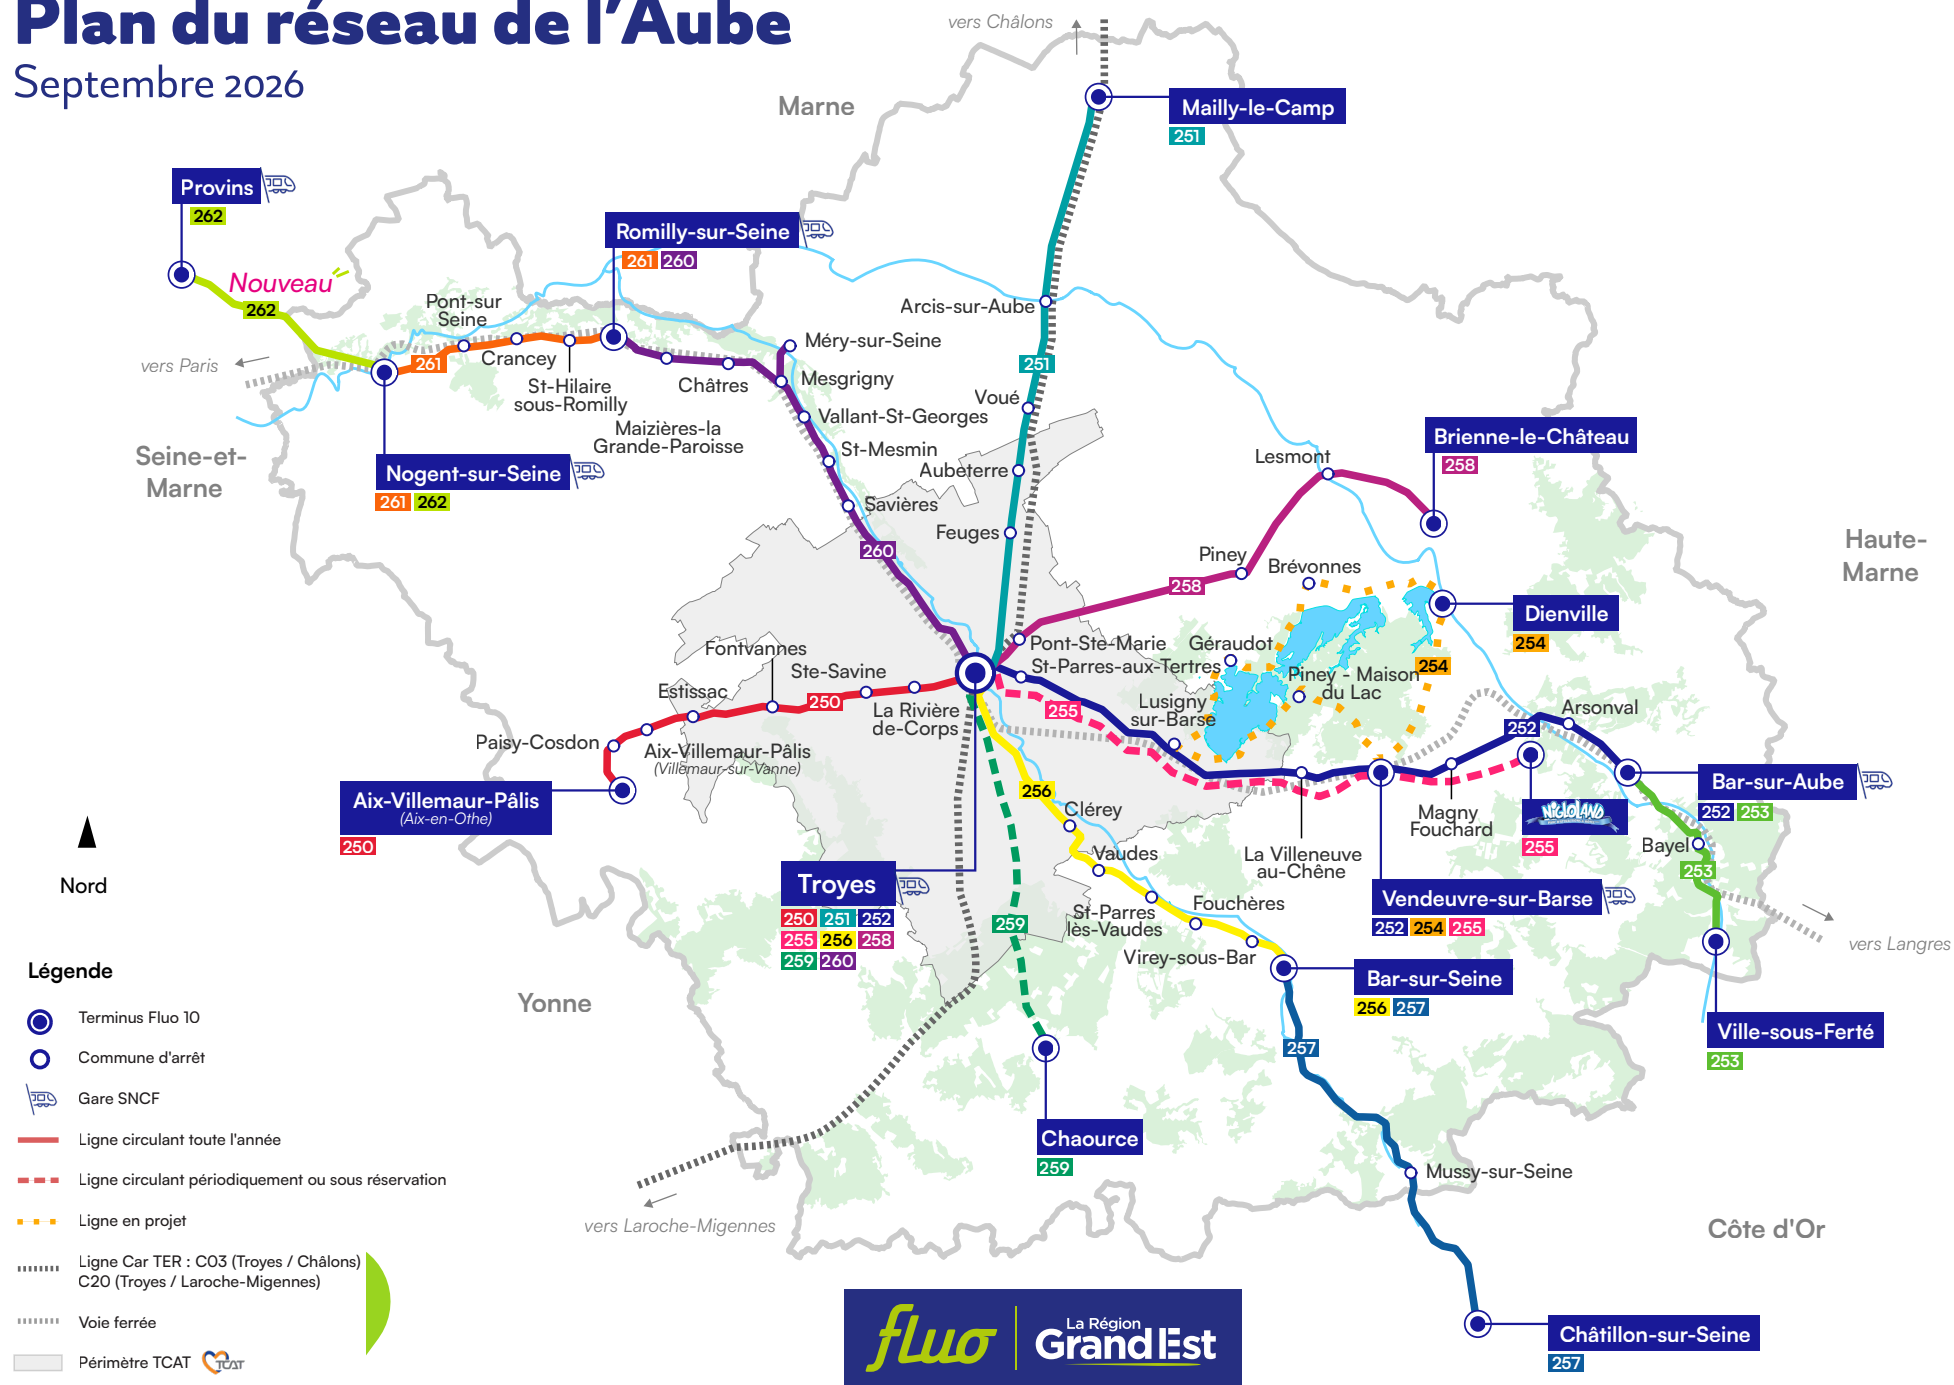 Plan du réseau de l'Aube
Septembre 2026
vers Châlons
Marne
Mailly-le-Camp
251
Provins
262
Nouveau
262
Romilly-sur-Seine
261 260
Pont-sur
Seine
Crancey
St-Hilaire
sous-Romilly
261
vers Paris
Maizières-la
Grande-Paroisse
Châtres
Méry-sur-Seine
Mesgrigny
Vallant-St-Georges
St-Mesmin
Savières
260
Seine-et-
Marne
Nogent-sur-Seine
261 262
Arcis-sur-Aube
251
Voué
Aubeterre
Feuges
Lesmont
Brienne-le-Château
258
Piney
258
Brévonnes
Haute-
Marne
Dienville
254
254
Pont-Ste-Marie
St-Parres-aux-Tertres
Géraudot
Piney - Maison
du Lac
Lusigny
sur-Barse
255
Fontvannes
Ste-Savine
Estissac
250
La Rivière
de-Corps
Paisy-Cosdon
Aix-Villemaur-Pâlis
(Villemaur-sur-Vanne)
Aix-Villemaur-Pâlis
(Aix-en-Othe)
250
252
Arsonval
Bar-sur-Aube
252 253
NIGLOLAND
255
Magny
Fouchard
La Villeneuve
au-Chêne
Bayel
253
Vendeuvre-sur-Barse
252 254 255
vers Langres
Ville-sous-Ferté
253
256
Clérey
Vaudes
St-Parres
lès-Vaudes
Fouchères
Virey-sous-Bar
Bar-sur-Seine
256 257
257
Troyes
250 251 252
255 256 258
259 260
259
Chaource
259
Yonne
vers Laroche-Migennes
Mussy-sur-Seine
Côte d'Or
Châtillon-sur-Seine
257
Nord
Légende
Terminus Fluo 10
Commune d'arrêt
Gare SNCF
Ligne circulant toute l'année
Ligne circulant périodiquement ou sous réservation
Ligne en projet
Ligne Car TER : C03 (Troyes / Châlons)
C20 (Troyes / Laroche-Migennes)
Voie ferrée
Périmètre TCAT
TCAT
fluo
La Région
Grand Est